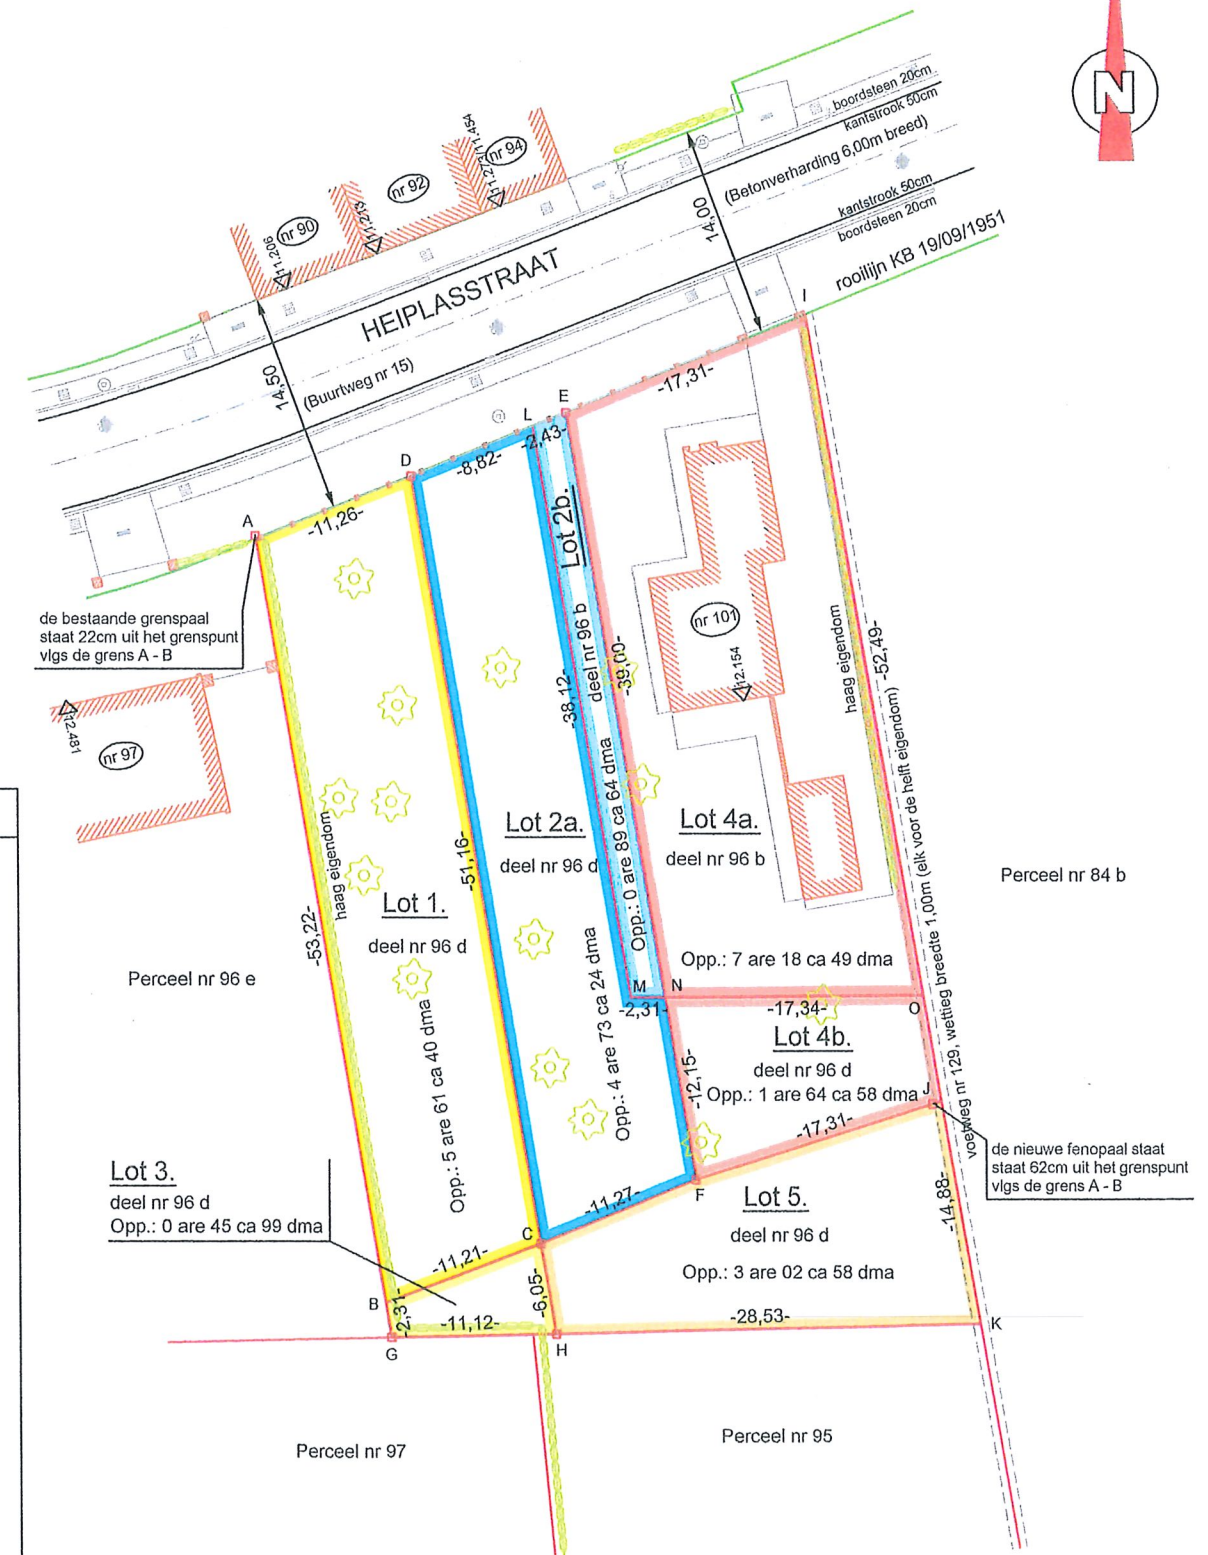 N
boordsteen 20cm
kantstrook 50cm
(Betonverharding 6,00m breed)
kantstrook 50cm
boordsteen 20cm
rooilijn KB 19/09/1951
nr 94
11.273/11.454
nr 92
11.213
nr 90
11.206
HEIPLASSTRAAT
(Buurtweg nr 15)
14,00
14,50
I
-17,31-
E
L
-2,43-
D
-8,82-
A
-11,26-
de bestaande grenspaal
staat 22cm uit het grenspunt
vlgs de grens A - B
12.481
nr 97
nr 101
12.154
haag eigendom
-52,49-
voetweg nr 129, wettleg breedte 1,00m (elk voor de helft eigendom)
Lot 2b.
deel nr 96 b
Opp.: 0 are 89 ca 64 dma
-39,00-
-38,12-
Lot 2a.
deel nr 96 d
Opp.: 4 are 73 ca 24 dma
Lot 4a.
deel nr 96 b
Opp.: 7 are 18 ca 49 dma
Perceel nr 84 b
-51,16-
haag eigendom
-53,22-
Lot 1.
deel nr 96 d
Opp.: 5 are 61 ca 40 dma
Perceel nr 96 e
M
N
-2,31-
-17,34-
O
Lot 4b.
deel nr 96 d
Opp.: 1 are 64 ca 58 dma
J
-12,15-
-17,31-
de nieuwe fenopaal staat
staat 62cm uit het grenspunt
vlgs de grens A - B
-14,88-
F
-11,27-
Lot 5.
deel nr 96 d
Opp.: 3 are 02 ca 58 dma
Lot 3.
deel nr 96 d
Opp.: 0 are 45 ca 99 dma
C
-11,21-
B
-2,31-
-6,05-
-11,12-
-28,53-
K
G
H
Perceel nr 97
Perceel nr 95